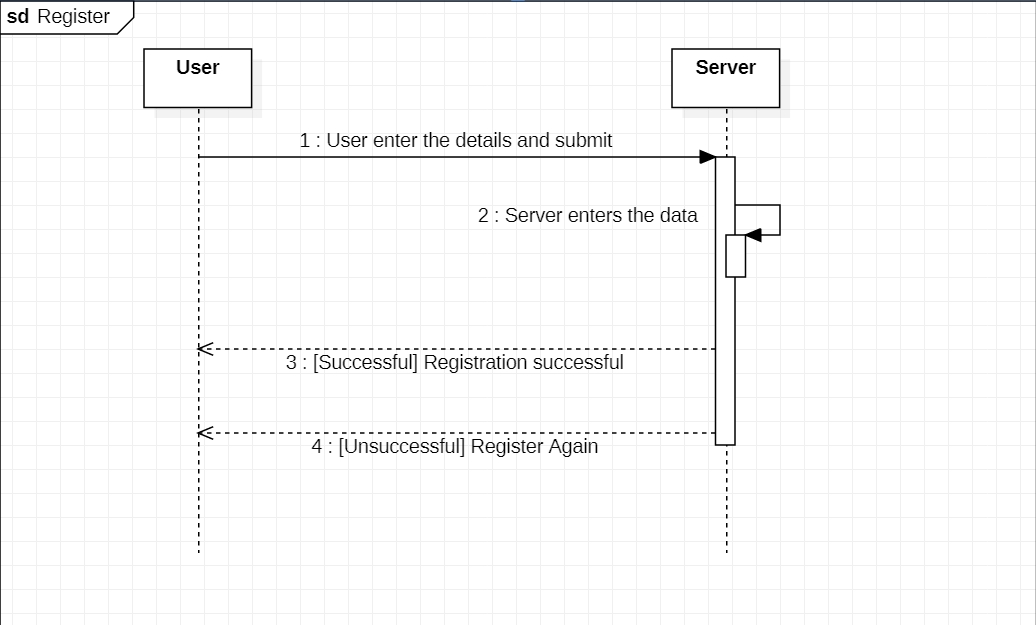 sd Register
User
Server
1 : User enter the details and submit
2 : Server enters the data
3 : [Successful] Registration successful
4 : [Unsuccessful] Register Again